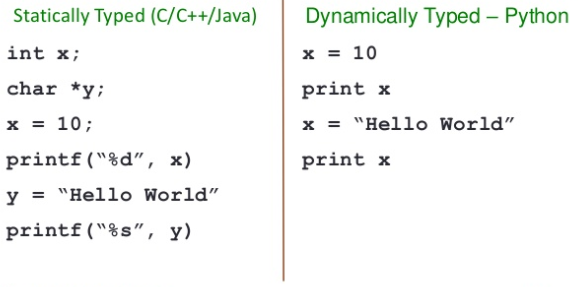 Statically Typed (C/C++/Java)
int x;
char *y;
x = 10;
printf(“%d”, x)
y = “Hello World”
printf(“%s”, y)
Dynamically Typed – Python
x = 10
print x
x = “Hello World”
print x